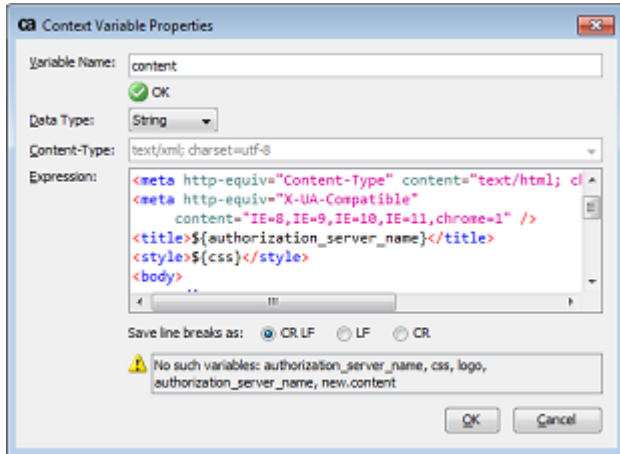 ca Context Variable Properties
Variable Name: content
OK
Data Type: String
Content-Type: text/xml; charset=utf-8
Expression: <meta http-equiv="Content-Type" content="text/html;
<meta http-equiv="X-UA-Compatible"
content="IE=8,IE=9,IE=10,IE=11,chrome=1" />
<title>${authorization_server_name}</title>
<style>${css}</style>
<body>
Save line breaks as: CR LF LF CR
No such variables: authorization_server_name, css, logo,
authorization_server_name, new.content
OK Cancel